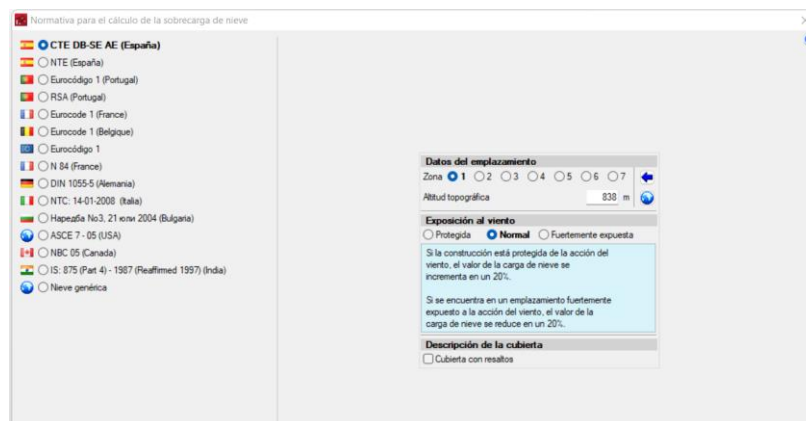 Normativa para el cálculo de la sobrecarga de nieve
CTE DB-SE AE (España)
NTE (España)
Eurocódigo 1 (Portugal)
RSA (Portugal)
Eurocode 1 (France)
Eurocode 1 (Belgique)
Eurocódigo 1
N 84 (France)
DIN 1055-5 (Alemania)
NTC: 14-01-2008 (Italia)
Наредба No3, 21 юли 2004 (Bulgaria)
ASCE 7 - 05 (USA)
NBC 05 (Canada)
IS: 875 (Part 4) - 1987 (Reaffirmed 1997) (India)
Nieve genérica
Datos del emplazamiento
Zona 1 2 3 4 5 6 7
Altitud topográfica 838 m
Exposición al viento
Protegida Normal Fuertemente expuesta
Si la construcción está protegida de la acción del
viento, el valor de la carga de nieve se
incrementa en un 20%.
Si se encuentra en un emplazamiento fuertemente
expuesto a la acción del viento, el valor de la
carga de nieve se reduce en un 20%.
Descripción de la cubierta
Cubierta con resaltos